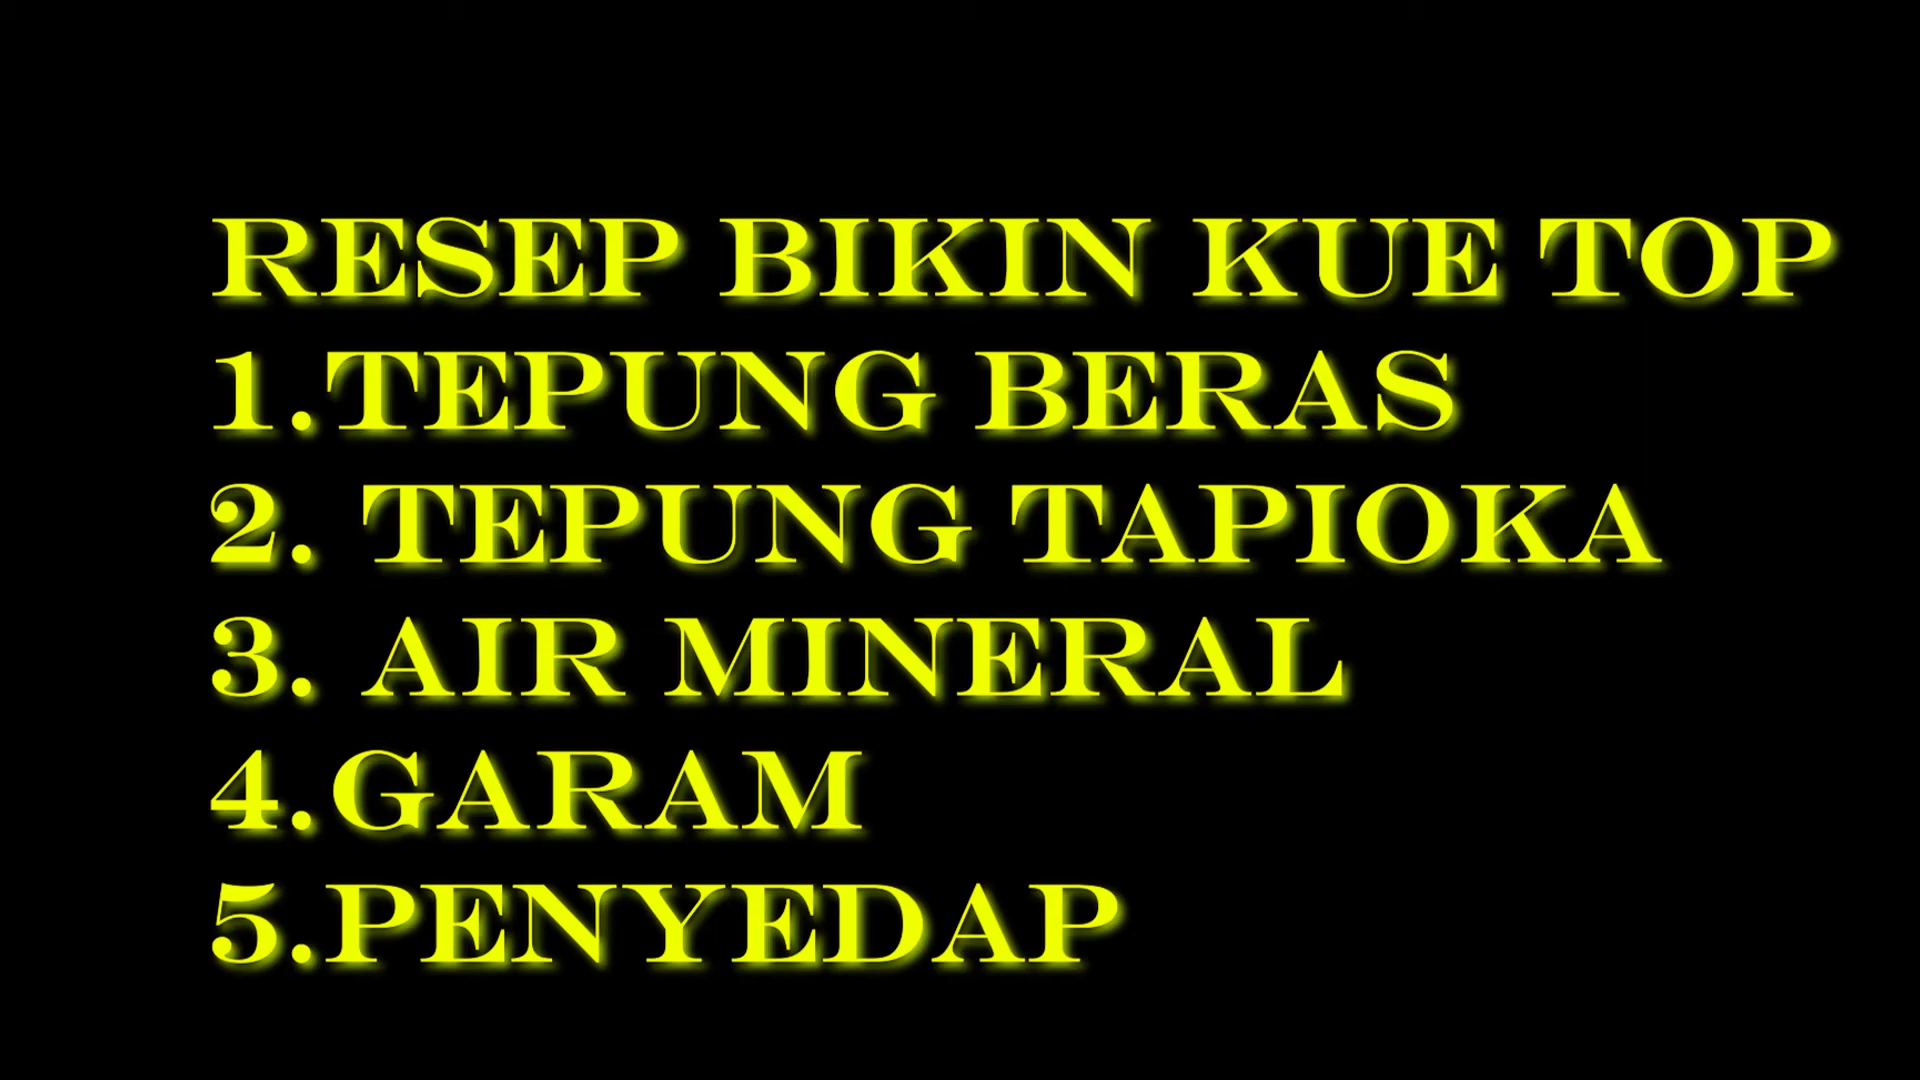 RESEP BIKIN KUE TOP
1.TEPUNG BERAS
2. TEPUNG TAPIOKA
3. AIR MINERAL
4.GARAM
5.PENYEDAP